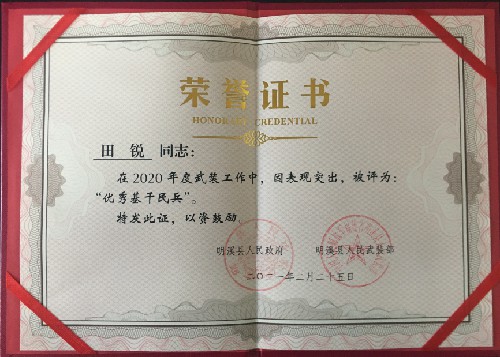 荣誉证书
HONORARY CREDENTIAL
田 锐 同志：
在2020年度武装工作中，因表现突出，被评为：
“优秀基干民兵”。
特发此证，以资鼓励。
明溪县人民政府 明溪县人民武装部
二〇二一年二月二十五日